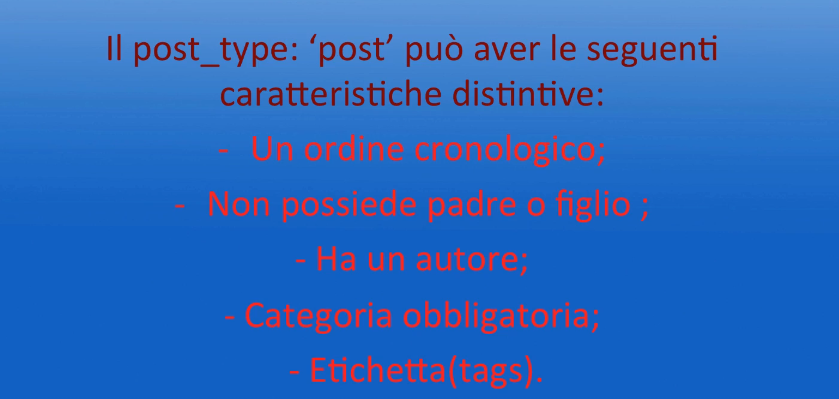 Il post_type: ‘post’ può aver le seguenti
caratteristiche distintive:
- Un ordine cronologico;
- Non possiede padre o figlio ;
- Ha un autore;
- Categoria obbligatoria;
- Etichetta(tags).